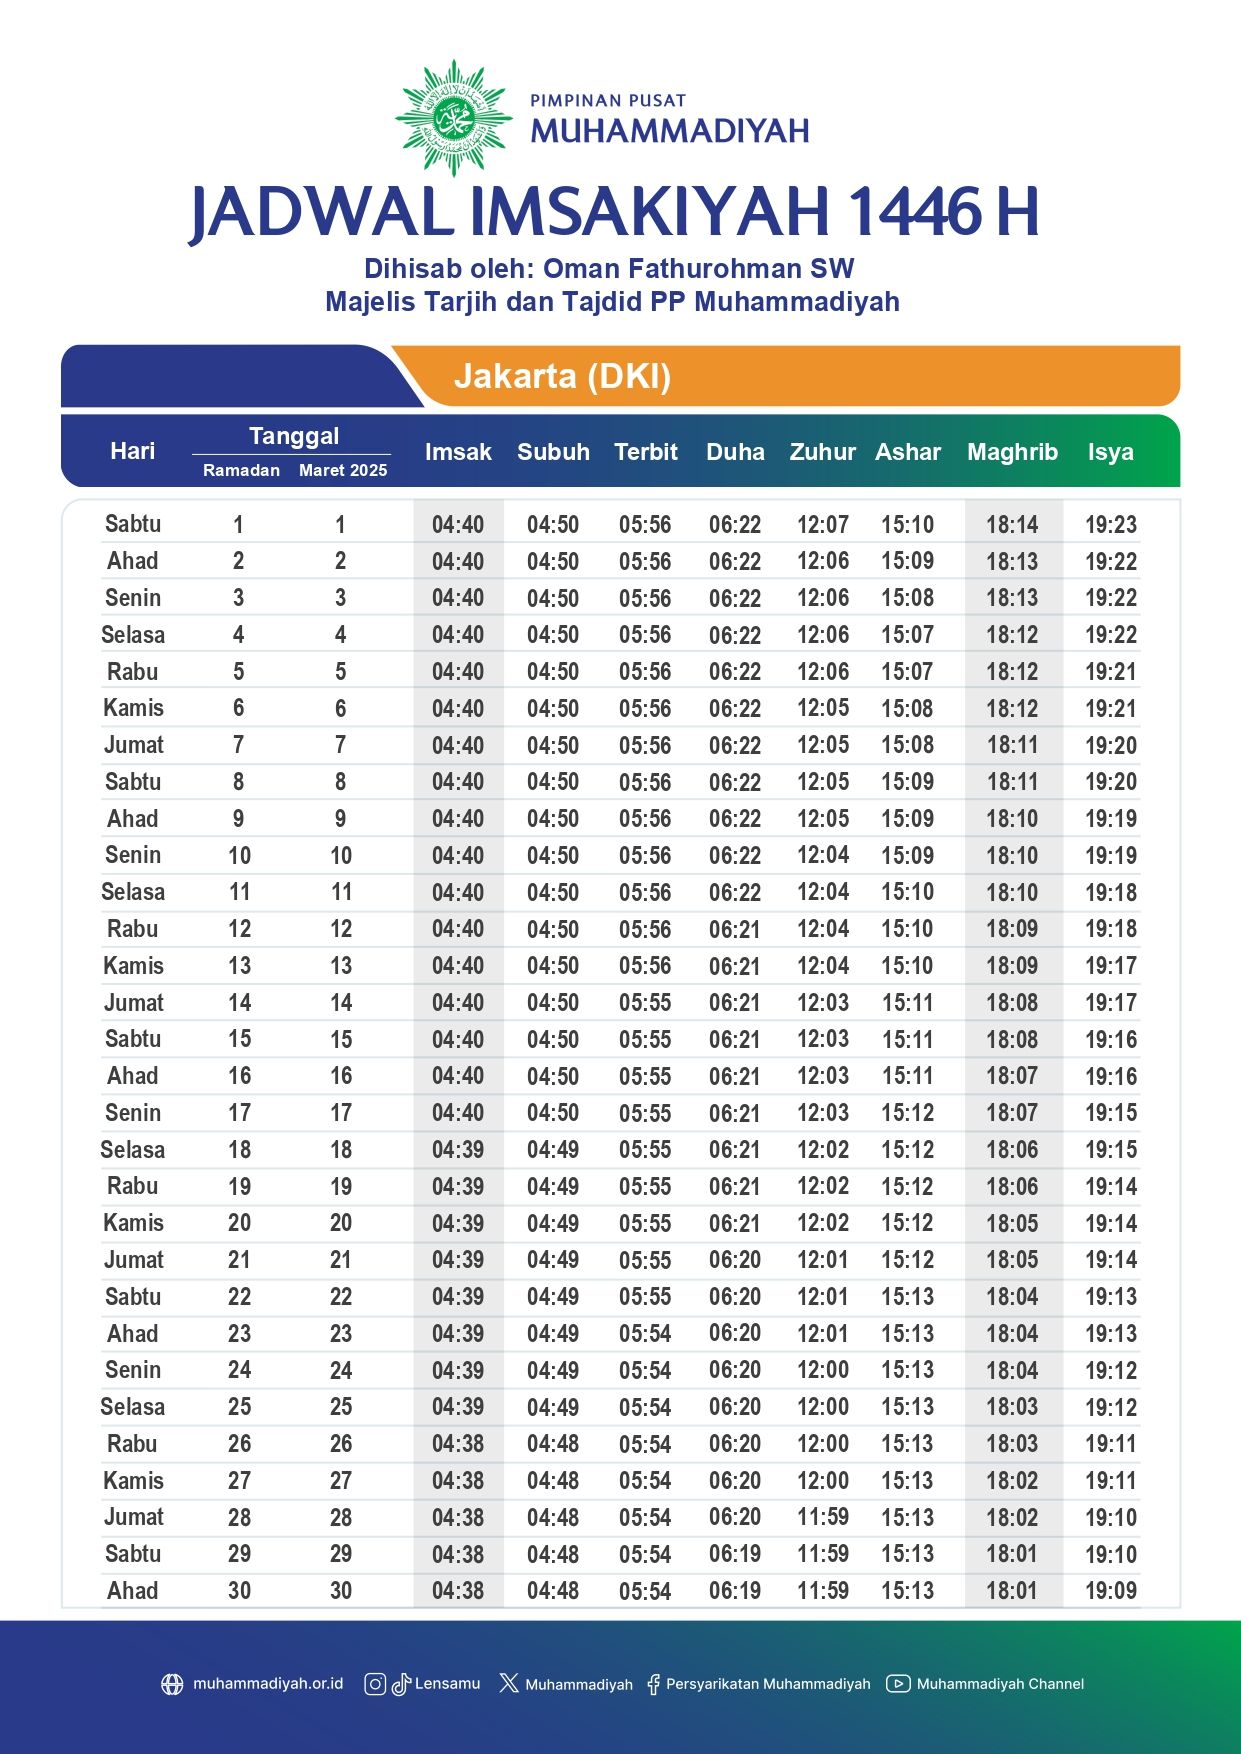 PIMPINAN PUSAT
MUHAMMADIYAH
JADWAL IMSAKIYAH 1446 H
Dihisab oleh: Oman Fathurohman SW
Majelis Tarjih dan Tajdid PP Muhammadiyah
Jakarta (DKI)
Hari Tanggal Ramadan Maret 2025 Imsak Subuh Terbit Duha Zuhur Ashar Maghrib Isya
Sabtu 1 1 04:40 04:50 05:56 06:22 12:07 15:10 18:14 19:23
Ahad 2 2 04:40 04:50 05:56 06:22 12:06 15:09 18:13 19:22
Senin 3 3 04:40 04:50 05:56 06:22 12:06 15:08 18:13 19:22
Selasa 4 4 04:40 04:50 05:56 06:22 12:06 15:07 18:12 19:22
Rabu 5 5 04:40 04:50 05:56 06:22 12:06 15:07 18:12 19:21
Kamis 6 6 04:40 04:50 05:56 06:22 12:05 15:08 18:12 19:21
Jumat 7 7 04:40 04:50 05:56 06:22 12:05 15:08 18:11 19:20
Sabtu 8 8 04:40 04:50 05:56 06:22 12:05 15:09 18:11 19:20
Ahad 9 9 04:40 04:50 05:56 06:22 12:05 15:09 18:10 19:19
Senin 10 10 04:40 04:50 05:56 06:22 12:04 15:09 18:10 19:19
Selasa 11 11 04:40 04:50 05:56 06:22 12:04 15:10 18:10 19:18
Rabu 12 12 04:40 04:50 05:56 06:21 12:04 15:10 18:09 19:18
Kamis 13 13 04:40 04:50 05:56 06:21 12:04 15:10 18:09 19:17
Jumat 14 14 04:40 04:50 05:55 06:21 12:03 15:11 18:08 19:17
Sabtu 15 15 04:40 04:50 05:55 06:21 12:03 15:11 18:08 19:16
Ahad 16 16 04:40 04:50 05:55 06:21 12:03 15:11 18:07 19:16
Senin 17 17 04:40 04:50 05:55 06:21 12:03 15:12 18:07 19:15
Selasa 18 18 04:39 04:49 05:55 06:21 12:02 15:12 18:06 19:15
Rabu 19 19 04:39 04:49 05:55 06:21 12:02 15:12 18:06 19:14
Kamis 20 20 04:39 04:49 05:55 06:21 12:02 15:12 18:05 19:14
Jumat 21 21 04:39 04:49 05:55 06:20 12:01 15:12 18:05 19:14
Sabtu 22 22 04:39 04:49 05:55 06:20 12:01 15:13 18:04 19:13
Ahad 23 23 04:39 04:49 05:54 06:20 12:01 15:13 18:04 19:13
Senin 24 24 04:39 04:49 05:54 06:20 12:00 15:13 18:04 19:12
Selasa 25 25 04:39 04:49 05:54 06:20 12:00 15:13 18:03 19:12
Rabu 26 26 04:38 04:48 05:54 06:20 12:00 15:13 18:03 19:11
Kamis 27 27 04:38 04:48 05:54 06:20 12:00 15:13 18:02 19:11
Jumat 28 28 04:38 04:48 05:54 06:20 11:59 15:13 18:02 19:10
Sabtu 29 29 04:38 04:48 05:54 06:19 11:59 15:13 18:01 19:10
Ahad 30 30 04:38 04:48 05:54 06:19 11:59 15:13 18:01 19:09
muhammadiyah.or.id Lensamu Muhammadiyah Persyarikatan Muhammadiyah Muhammadiyah Channel